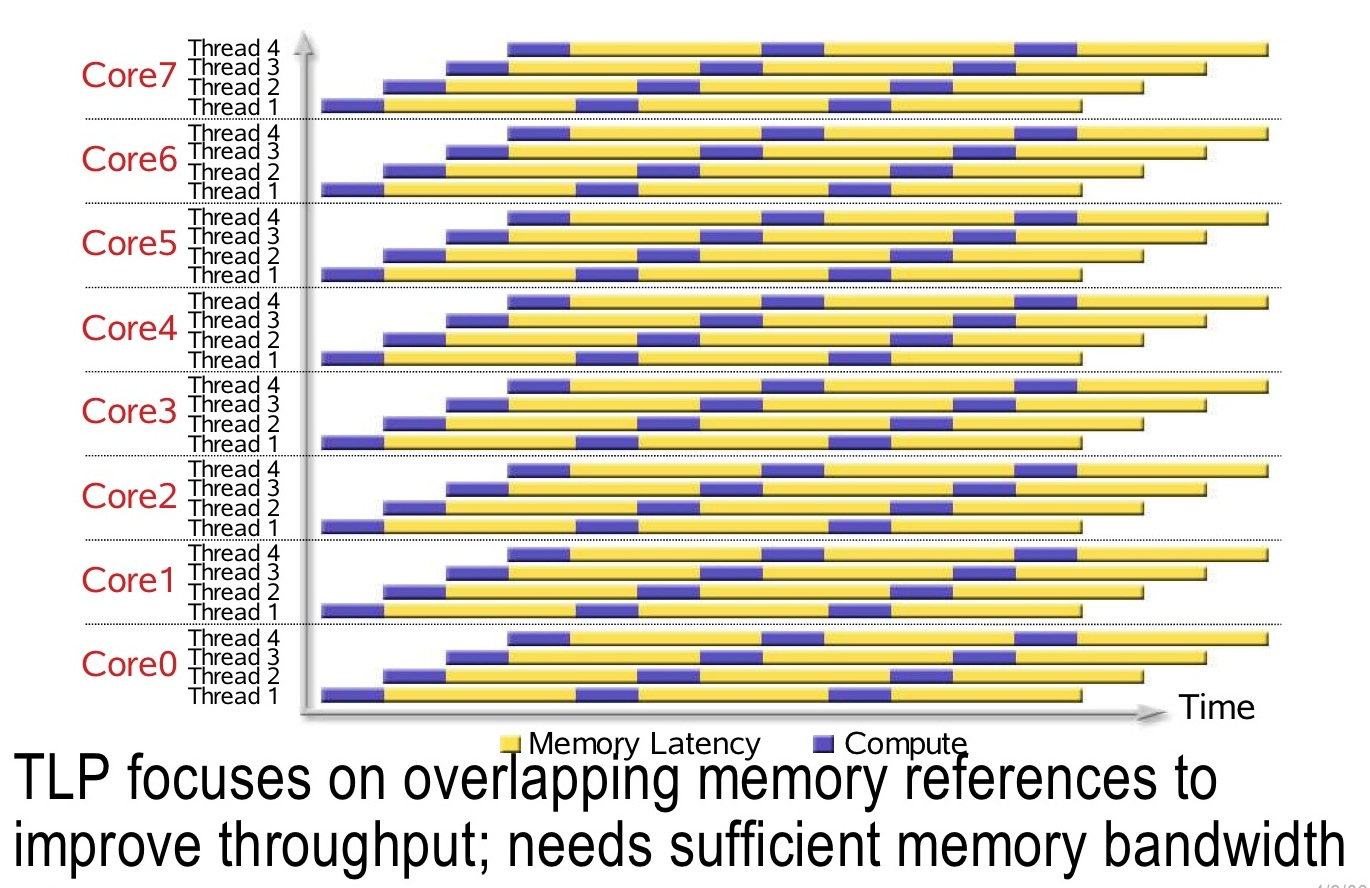 Core7
Thread 4
Thread 3
Thread 2
Thread 1
Core6
Thread 4
Thread 3
Thread 2
Thread 1
Core5
Thread 4
Thread 3
Thread 2
Thread 1
Core4
Thread 4
Thread 3
Thread 2
Thread 1
Core3
Thread 4
Thread 3
Thread 2
Thread 1
Core2
Thread 4
Thread 3
Thread 2
Thread 1
Core1
Thread 4
Thread 3
Thread 2
Thread 1
Core0
Thread 4
Thread 3
Thread 2
Thread 1
Time
Memory Latency Compute
TLP focuses on overlapping memory references to
improve throughput; needs sufficient memory bandwidth